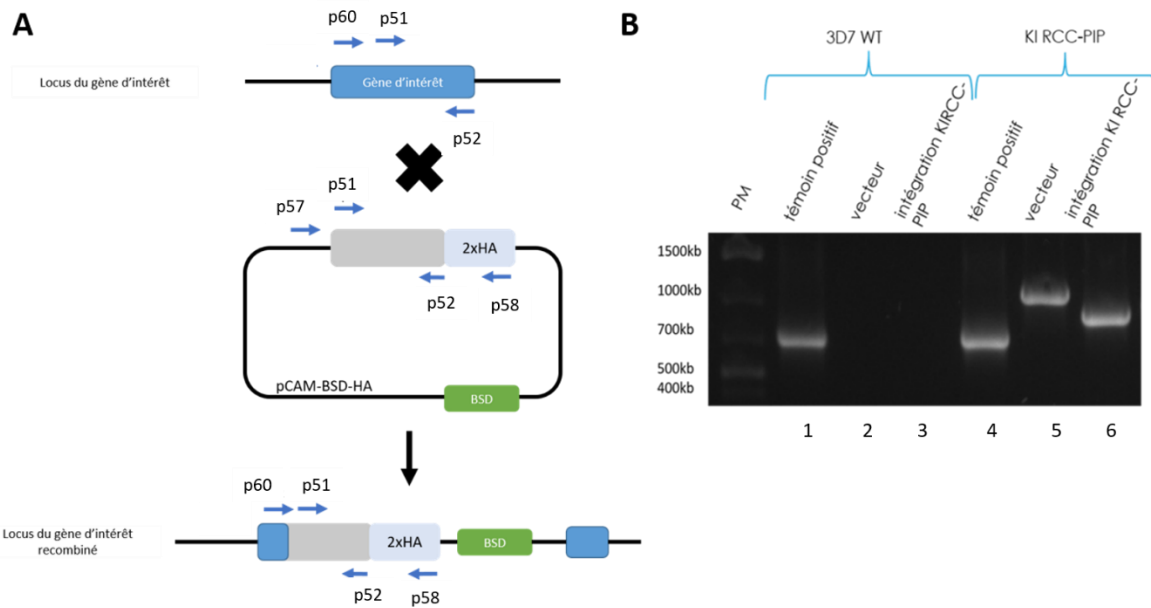 A
p60
p51
Locus du gène d'intérêt
Gène d'intérêt
p52
p51
p57
2xHA
p52
p58
pCAM-BSD-HA
BSD
p60
p51
Locus du gène d'intérêt
recombiné
2xHA
BSD
p52
p58
B
3D7 WT
KI RCC-PIP
PM
témoin positif
vecteur
intégration KIRCC-
PIP
témoin positif
vecteur
intégration KI RCC-
PIP
1500kb
1000kb
700kb
500kb
400kb
1
2
3
4
5
6